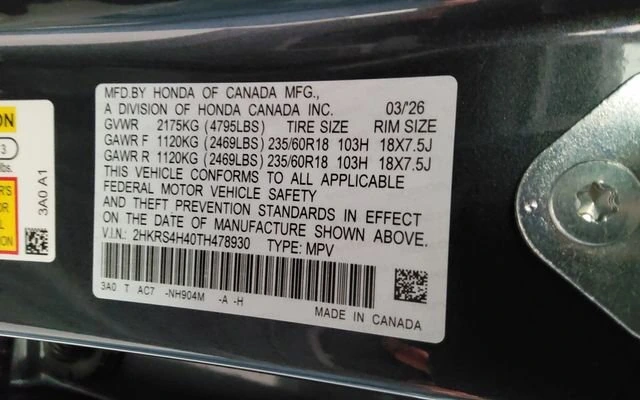 MFD.BY HONDA OF CANADA MFG.,
A DIVISION OF HONDA CANADA INC. 03/'26
GVWR 2175KG (4795LBS) TIRE SIZE RIM SIZE
GAWR F 1120KG (2469LBS) 235/60R18 103H 18X7.5J
GAWR R 1120KG (2469LBS) 235/60R18 103H 18X7.5J
THIS VEHICLE CONFORMS TO ALL APPLICABLE
FEDERAL MOTOR VEHICLE SAFETY
AND THEFT PREVENTION STANDARDS IN EFFECT
ON THE DATE OF MANUFACTURE SHOWN ABOVE.
V.I.N.: 2HKRS4H40TH478930 TYPE: MPV
3A0 T AC7 -NH904M -A -H
MADE IN CANADA
3A0 A1